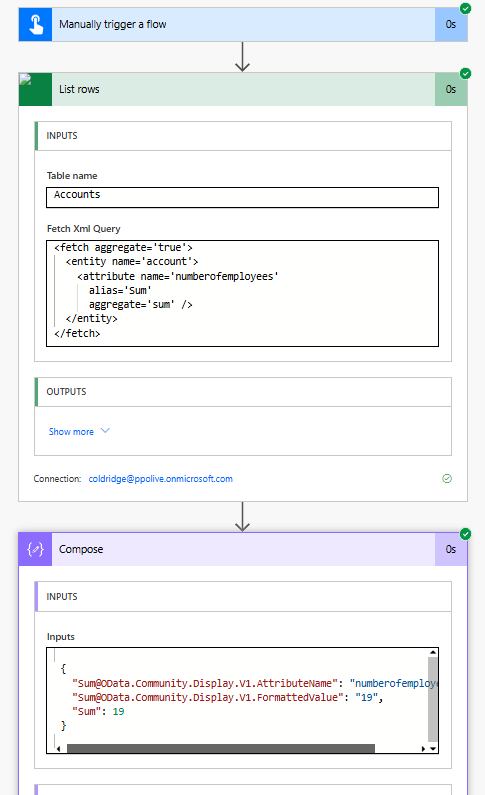 Manually trigger a flow
0s
List rows
0s
INPUTS
Table name
Accounts
Fetch Xml Query
<fetch aggregate='true'>
<entity name='account'>
<attribute name='numberofemployees'
alias='Sum'
aggregate='sum' />
</entity>
</fetch>
OUTPUTS
Show more
Connection: coldridge@ppolive.onmicrosoft.com
Compose
0s
INPUTS
Inputs
{
"Sum@OData.Community.Display.V1.AttributeName": "numberofemploye
"Sum@OData.Community.Display.V1.FormattedValue": "19",
"Sum": 19
}